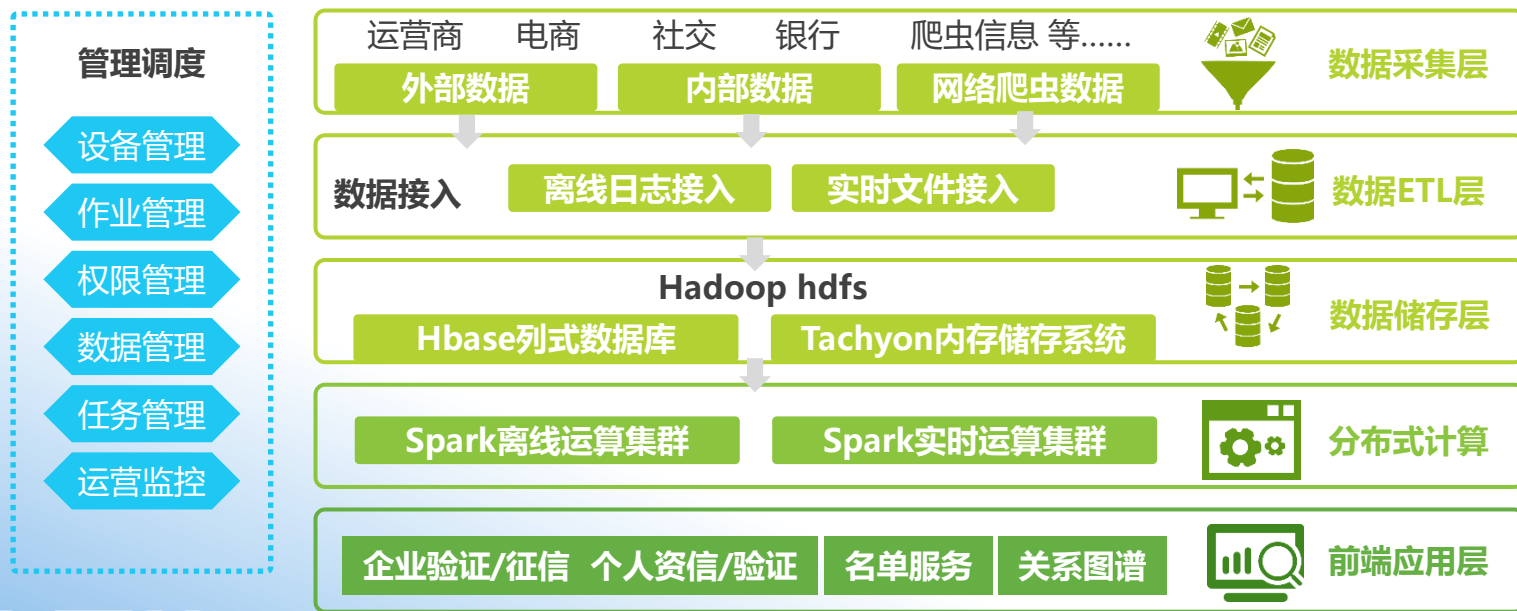 管理调度
设备管理
作业管理
权限管理
数据管理
任务管理
运营监控
运营商 电商 社交 银行 爬虫信息 等......
外部数据 内部数据 网络爬虫数据
数据采集层
数据接入 离线日志接入 实时文件接入
数据ETL层
Hadoop hdfs
Hbase列式数据库 Tachyon内存储存系统
数据储存层
Spark离线运算集群 Spark实时运算集群
分布式计算
企业验证/征信 个人资信/验证 名单服务 关系图谱
前端应用层